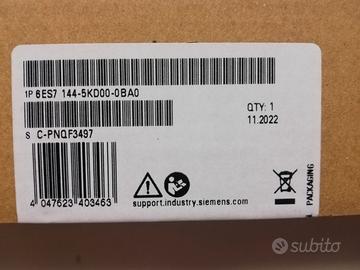 1P 6ES7 144-5KD00-0BA0
QTY: 1
11.2022
S C-PNQF3497
4 047623 403463
support.industry.siemens.com
PACKAGING
subito